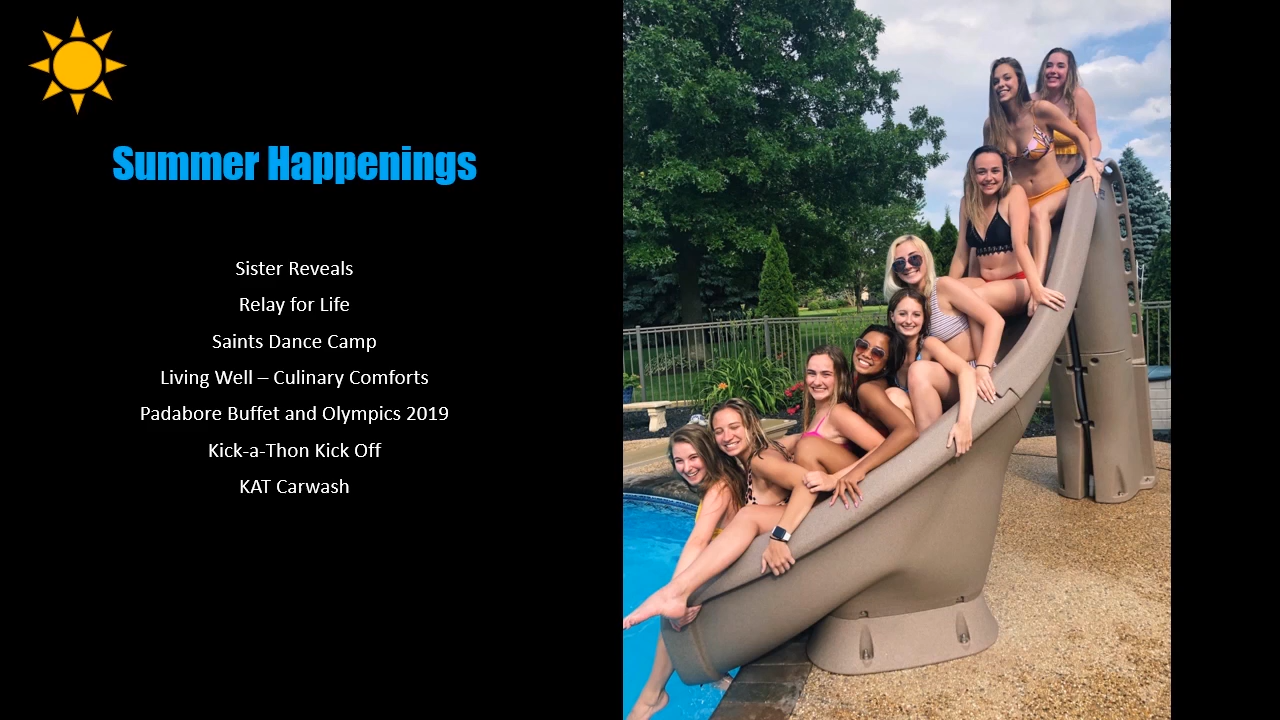 Summer Happenings
Sister Reveals
Relay for Life
Saints Dance Camp
Living Well – Culinary Comforts
Padabore Buffet and Olympics 2019
Kick-a-Thon Kick Off
KAT Carwash